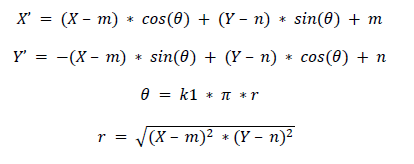 X' = (X – m) * cos(θ) + (Y – n) * sin(θ) + m
Y' = –(X – m) * sin(θ) + (Y – n) * cos(θ) + n
θ = k1 * π * r
r = √(X – m)² * (Y – n)²